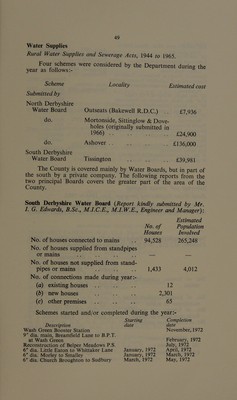 49
Water Supplies
Rural Water Supplies and Sewerage Acts, 1944 to 1965.
Four schemes were considered by the Department during the
year as follows:-
Scheme Locality Estimated cost
Submitted by
North Derbyshire
Water Board Outseats (Bakewell R.D.C.) .. £7,936
do. Mortonside, Sittinglow & Dove-
holes (originally submitted in
1966) .. £24,900
do. Ashover .. £136,000
South Derbyshire
Water Board Tissington .. £39,981
The County is covered mainly by Water Boards, but in part of
the south by a private company. The following reports from the
two principal Boards covers the greater part of the area of the
County.
South Derbyshire Water Board (Report kindly submitted by Mr.
I. G. Edwards, B.Sc., M.I.C.E., M.I.W.E., Engineer and Manager):
Estimated
No. of Population
Houses Involved
No. of houses connected to mains .. 94,528 265,248
No. of houses supplied from standpipes
or mains .. — —
No. of houses not supplied from stand-
pipes or mains .. 1,433 4,012
No. of connections made during year:-
(a) existing houses .. 12
(b) new houses .. 2,301
(c) other premises .. 65
Schemes started and/or completed during the year:-
Starting Completion
Description date date
Wash Green Booster Station November, 1972
9" dia. main, Breamfield Lane to B.P.T.
at Wash Green February, 1972
Reconstruction of Belper Meadows P.S. July, 1972
6" dia. Little Eaton to Whittaker Lane January, 1972 April, 1972
6" dia. Morley to Smalley January, 1972 March, 1972
6" dia. Church Broughton to Sudbury March, 1972 May, 1972